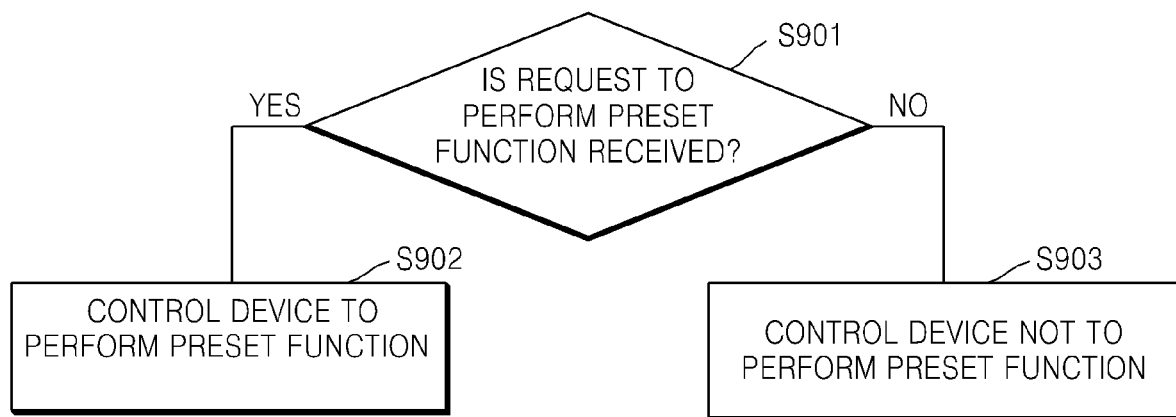 S901
IS REQUEST TO
PERFORM PRESET
FUNCTION RECEIVED?
YES
NO
S902
CONTROL DEVICE TO
PERFORM PRESET FUNCTION
S903
CONTROL DEVICE NOT TO
PERFORM PRESET FUNCTION